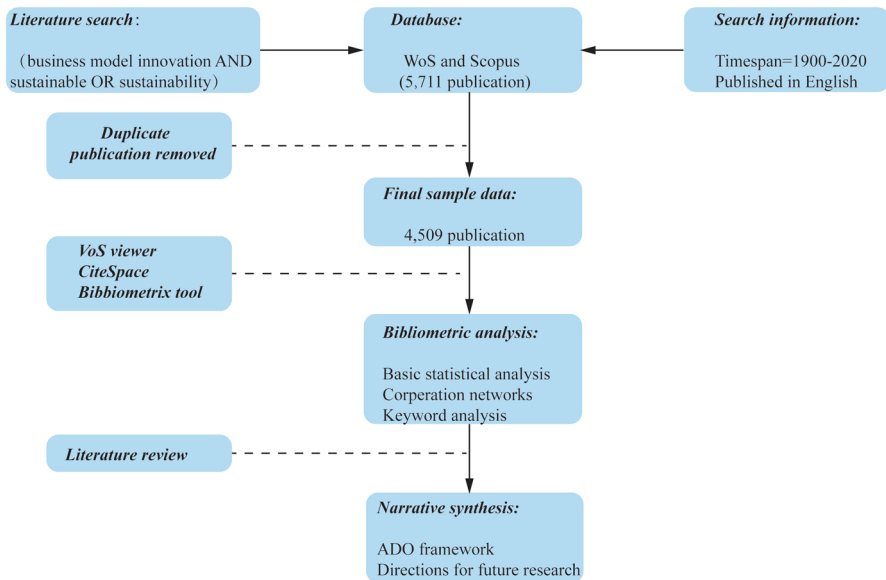 Literature search：
（business model innovation AND
sustainable OR sustainability）
Database:
WoS and Scopus
(5,711 publication)
Search information:
Timespan=1900-2020
Published in English
Duplicate
publication removed
Final sample data:
4,509 publication
VoS viewer
CiteSpace
Bibbiometrix tool
Bibliometric analysis:
Basic statistical analysis
Corperation networks
Keyword analysis
Literature review
Narrative synthesis:
ADO framework
Directions for future research